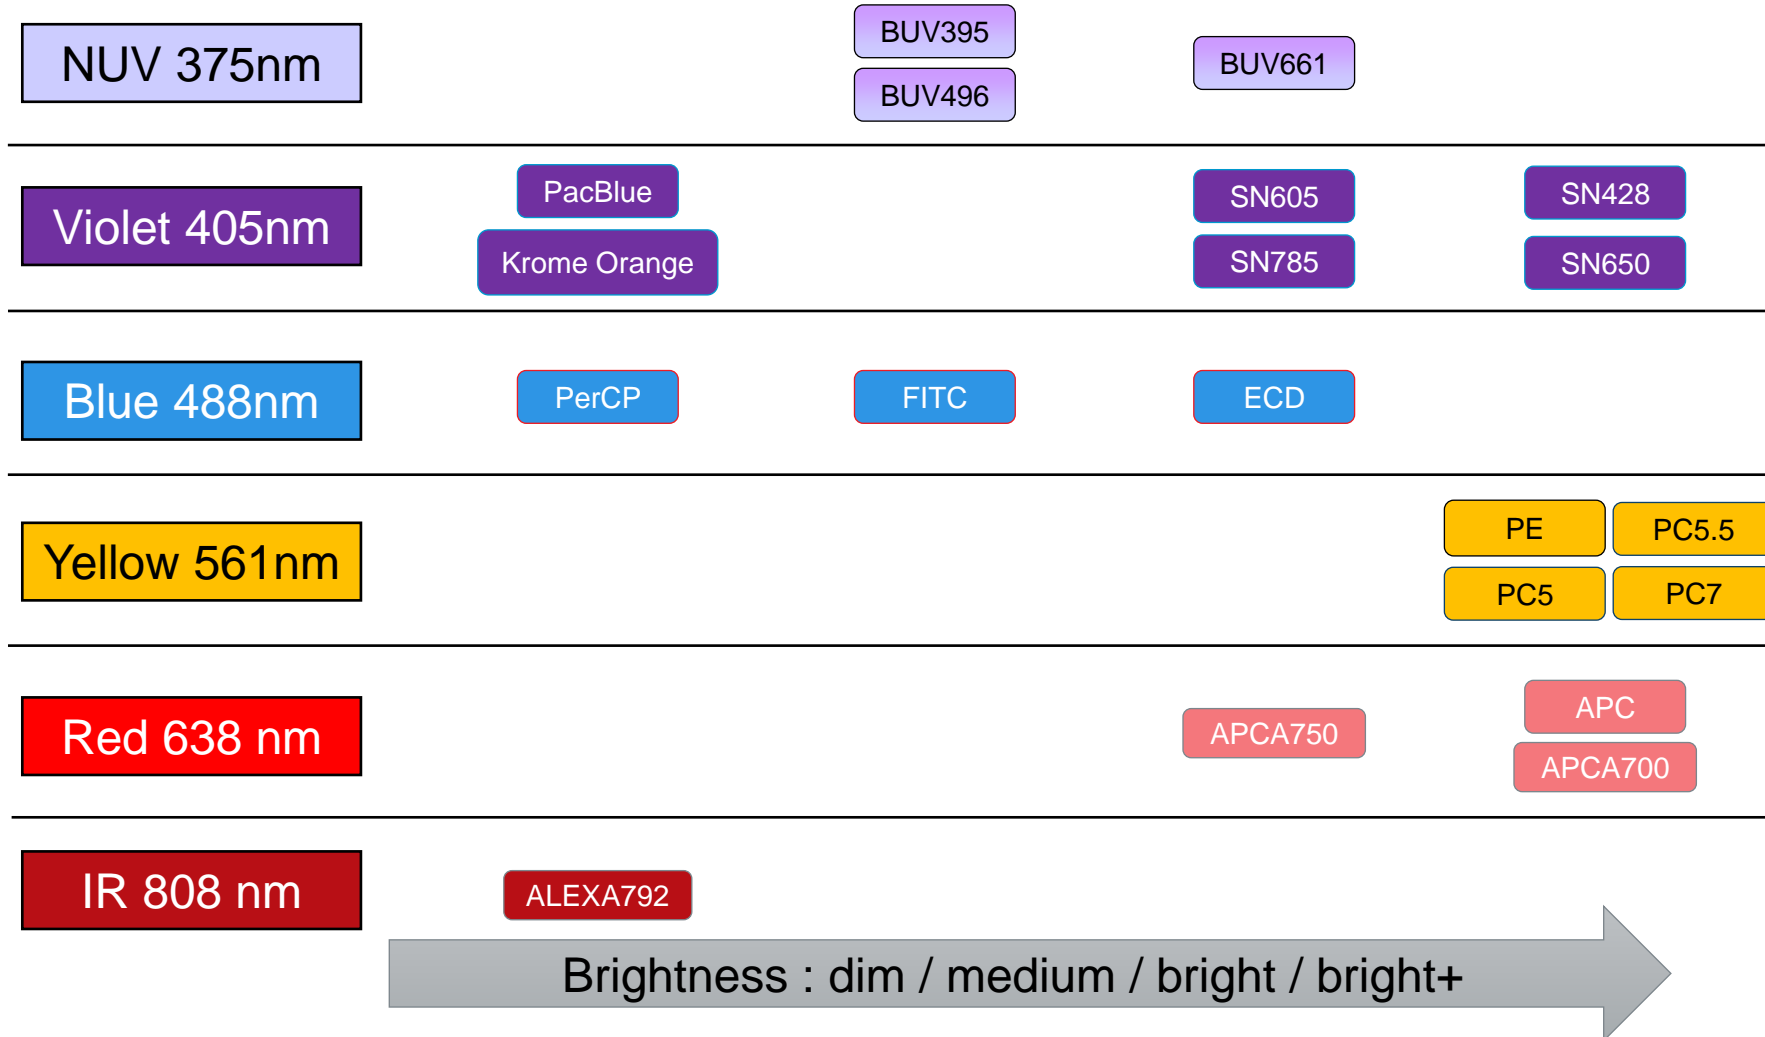 NUV 375nm
BUV395
BUV496
BUV661
Violet 405nm
PacBlue
Krome Orange
SN605
SN785
SN428
SN650
Blue 488nm
PerCP
FITC
ECD
Yellow 561nm
PE
PC5.5
PC5
PC7
Red 638 nm
APCA750
APC
APCA700
IR 808 nm
ALEXA792
Brightness : dim / medium / bright / bright+